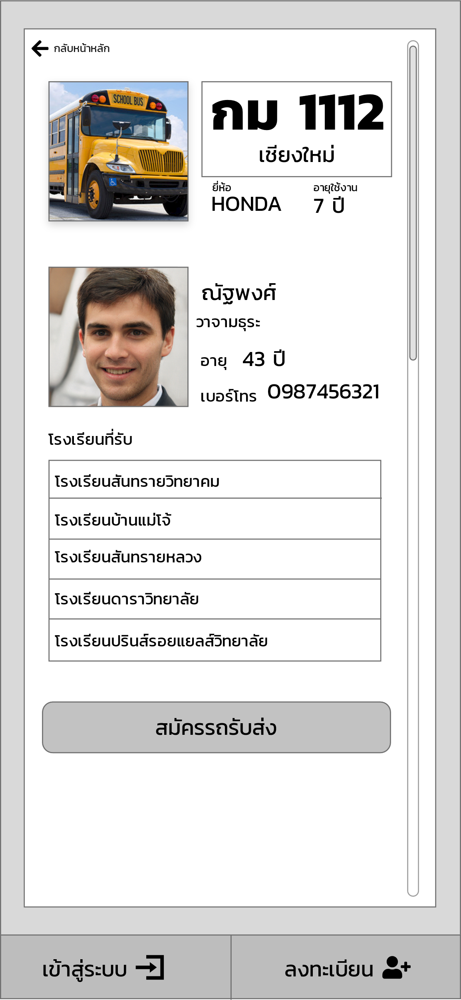 กลับหน้าหลัก
SCHOOL BUS
กม 1112
เชียงใหม่
ยี่ห้อ
HONDA
อายุใช้งาน
7 ปี
ณัฐพงศ์
วาจามธุระ
อายุ 43 ปี
เบอร์โทร 0987456321
โรงเรียนที่รับ
โรงเรียนสันทรายวิทยาคม
โรงเรียนบ้านแม่โจ้
โรงเรียนสันทรายหลวง
โรงเรียนดาราวิทยาลัย
โรงเรียนปรินส์รอยแยลส์วิทยาลัย
สมัครรถรับส่ง
เข้าสู่ระบบ
ลงทะเบียน